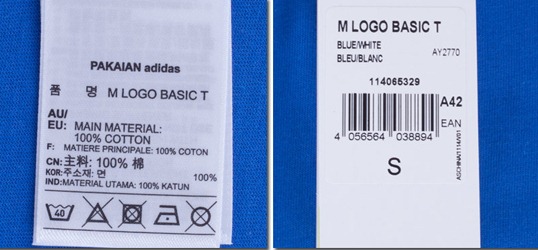 PAKAIAN adidas
품 명 M LOGO BASIC T
AU/
EU: MAIN MATERIAL:
100% COTTON
F: MATIERE PRINCIPALE: 100% COTON
CN: 主料: 100% 棉
KOR: 주소재: 면 100%
IND: MATERIAL UTAMA: 100% KATUN
40
M LOGO BASIC T
BLUE/WHITE AY2770
BLEU/BLANC
114065329
A42
EAN
4 056564 038894
S